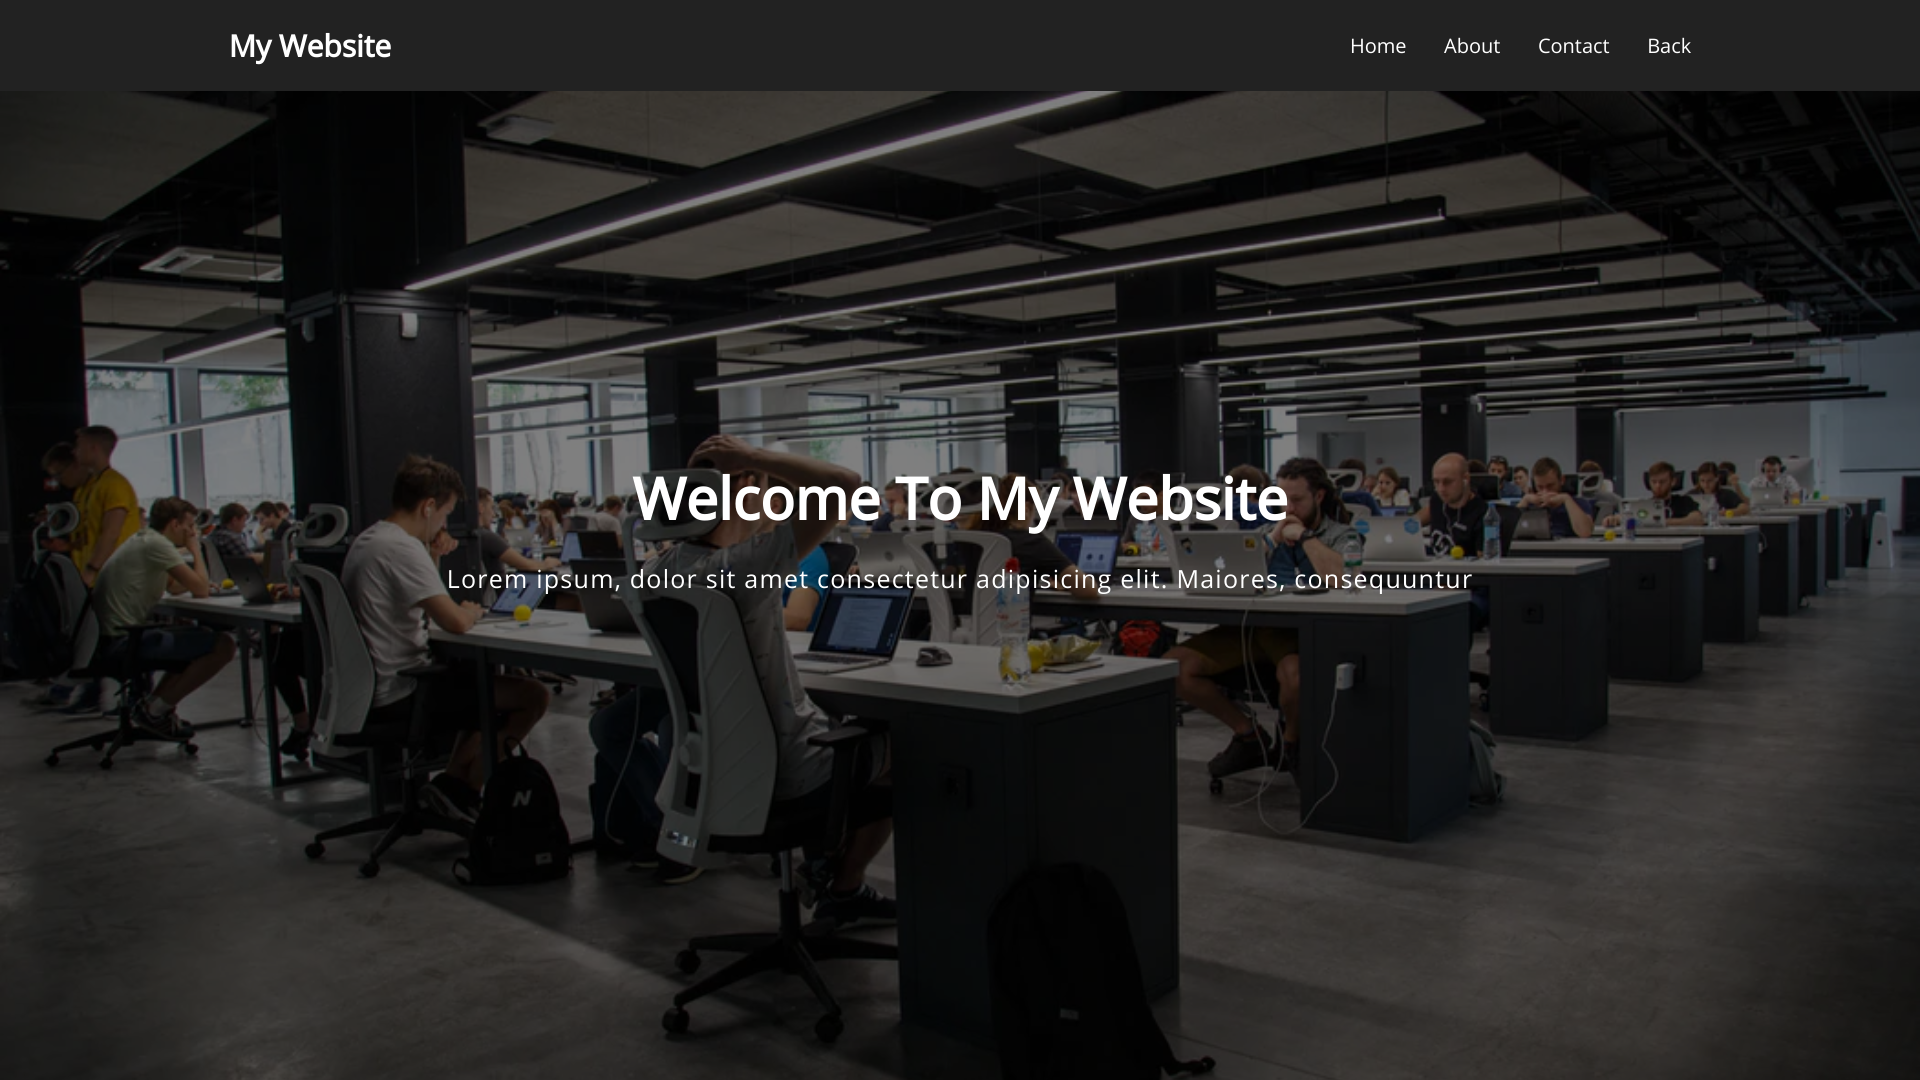 My Website
Home About Contact Back
Welcome To My Website
Lorem ipsum, dolor sit amet consectetur adipisicing elit. Maiores, consequuntur
N